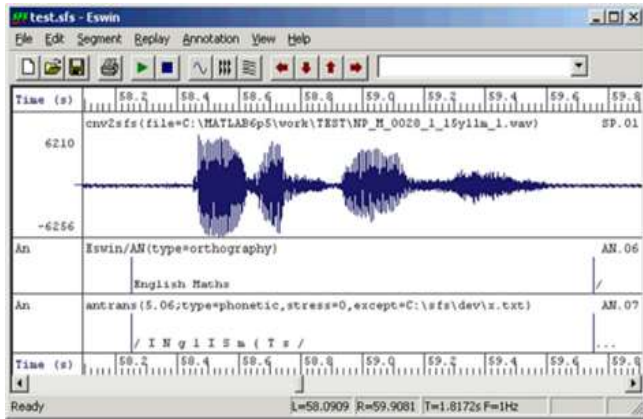 test.sfs - Eswin
File Edit Segment Replay Annotation View Help
Time (s) 58.2 58.4 58.6 58.8 59.0 59.2 59.4 59.6 59.8
cnv2sfs(file=C:\MATLAB6p5\work\TEST\NP_M_0028_1_15y11m_1.wav) SP.01
6210
-6256
An Eswin/AN(type=orthography) AN.06
English Maths /
An antrans(5.06;type=phonetic,stress=0,except=C:\sfs\dev\x.txt) AN.07
/ I N g l I S m { T s / ...
Time (s) 58.2 58.4 58.6 58.8 59.0 59.2 59.4 59.6 59.8
Ready L=58.0909 R=59.9081 T=1.8172s F=1Hz